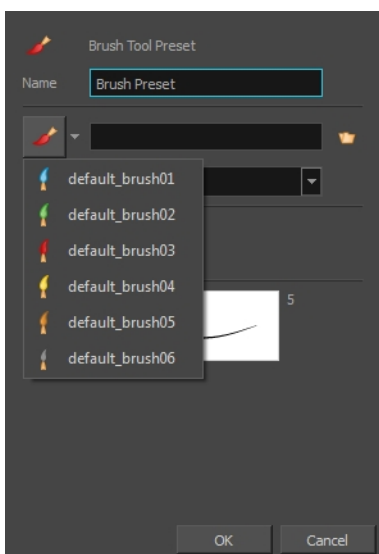 Brush Tool Preset
Name
Brush Preset
default_brush01
default_brush02
default_brush03
default_brush04
default_brush05
default_brush06
5
OK
Cancel